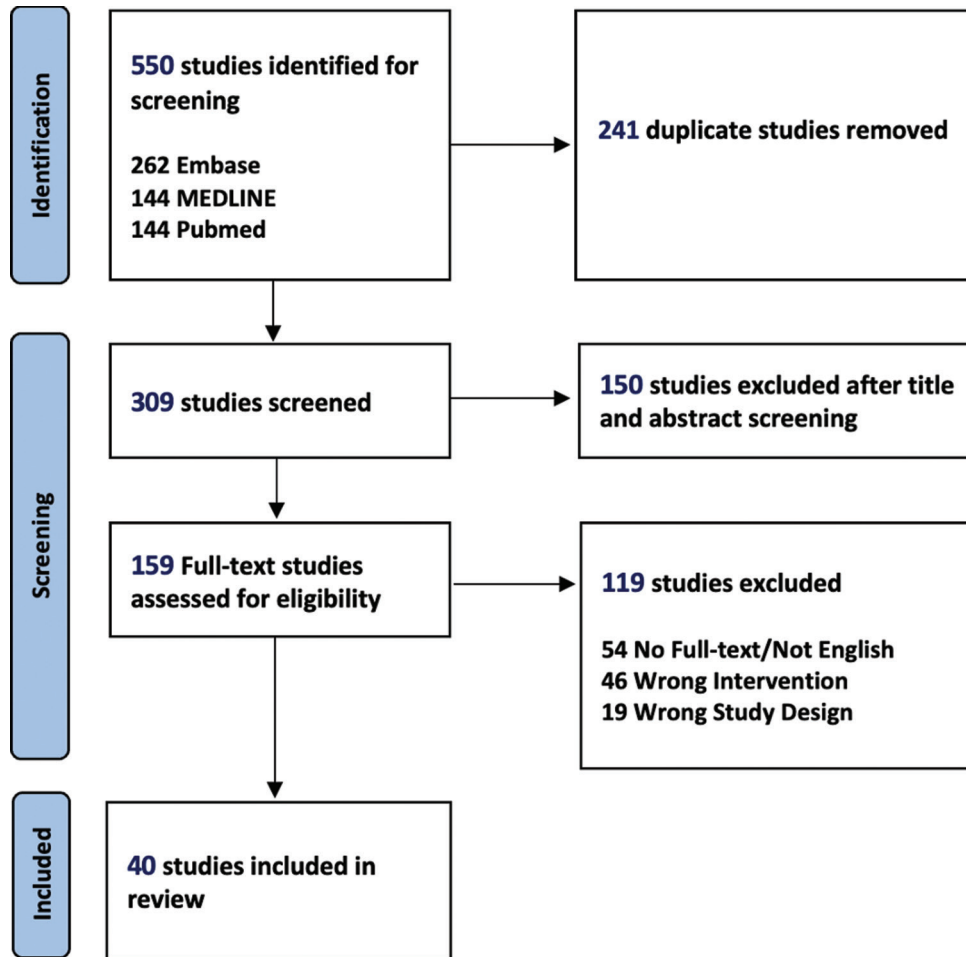 Identification
550 studies identified for
screening
262 Embase
144 MEDLINE
144 Pubmed
241 duplicate studies removed
Screening
309 studies screened
150 studies excluded after title
and abstract screening
159 Full-text studies
assessed for eligibility
119 studies excluded
54 No Full-text/Not English
46 Wrong Intervention
19 Wrong Study Design
Included
40 studies included in
review